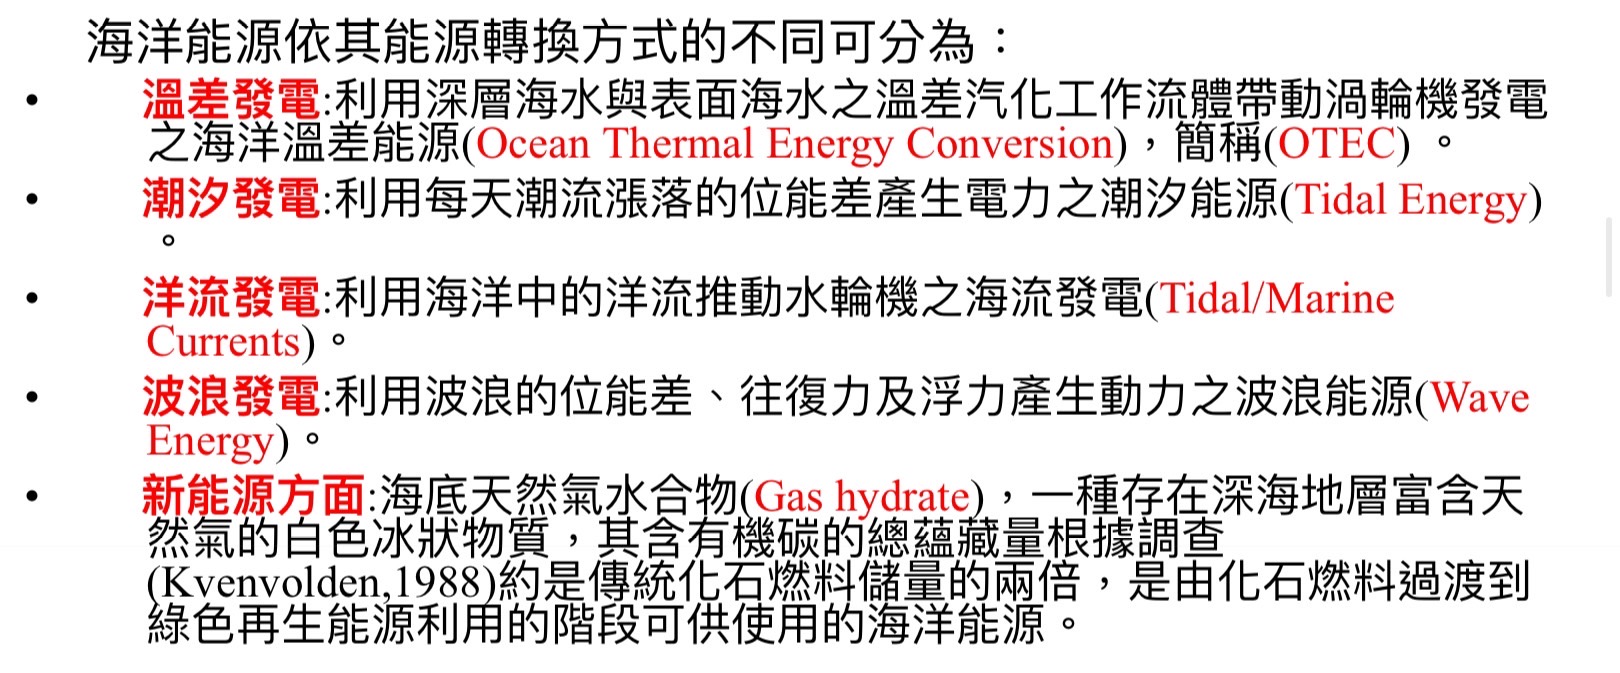 海洋能源依其能源轉換方式的不同可分為：
• 溫差發電:利用深層海水與表面海水之溫差汽化工作流體帶動渦輪機發電
之海洋溫差能源(Ocean Thermal Energy Conversion)，簡稱(OTEC) 。
• 潮汐發電:利用每天潮流漲落的位能差產生電力之潮汐能源(Tidal Energy)
。
• 洋流發電:利用海洋中的洋流推動水輪機之海流發電(Tidal/Marine
Currents)。
• 波浪發電:利用波浪的位能差、往復力及浮力產生動力之波浪能源(Wave
Energy)。
• 新能源方面:海底天然氣水合物(Gas hydrate)，一種存在深海地層富含天
然氣的白色冰狀物質，其含有機碳的總蘊藏量根據調查
(Kvenvolden,1988)約是傳統化石燃料儲量的兩倍，是由化石燃料過渡到
綠色再生能源利用的階段可供使用的海洋能源。